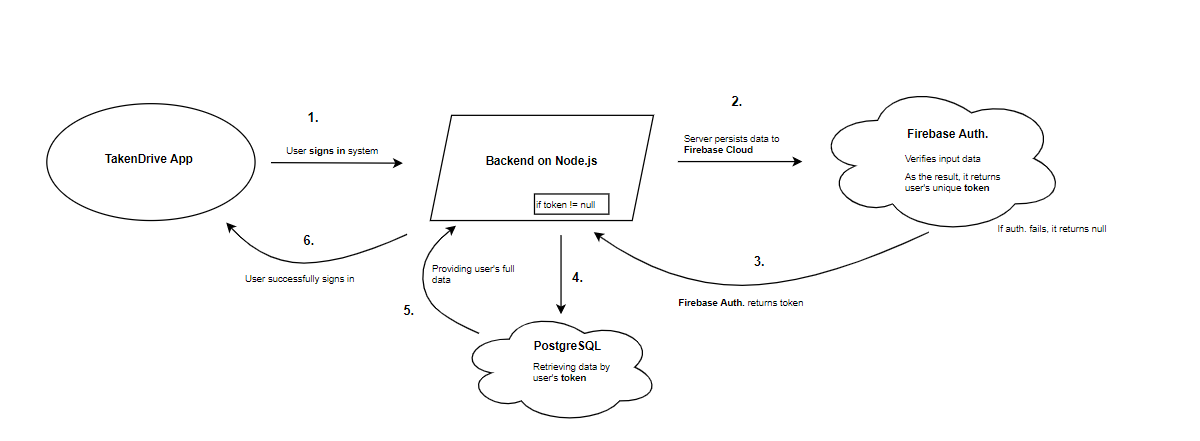 2.
1.
Firebase Auth.
Server persists data to
Firebase Cloud
User signs in system
TakenDrive App
Backend on Node.js
Verifies input data
As the result, it returns
user's unique token
if token != null
If auth. fails, it returns null
6.
3.
Providing user's full
data
User successfully signs in
4.
Firebase Auth. returns token
5.
PostgreSQL
Retrieving data by
user's token